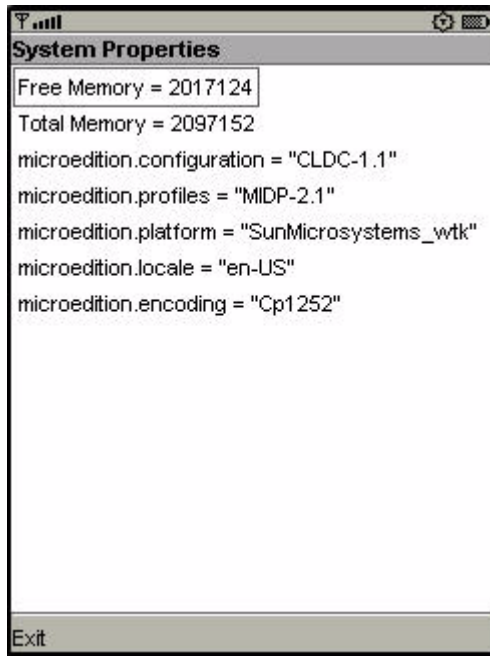 System Properties
Free Memory = 2017124
Total Memory = 2097152
microedition.configuration = "CLDC-1.1"
microedition.profiles = "MIDP-2.1"
microedition.platform = "SunMicrosystems_wtk"
microedition.locale = "en-US"
microedition.encoding = "Cp1252"
Exit